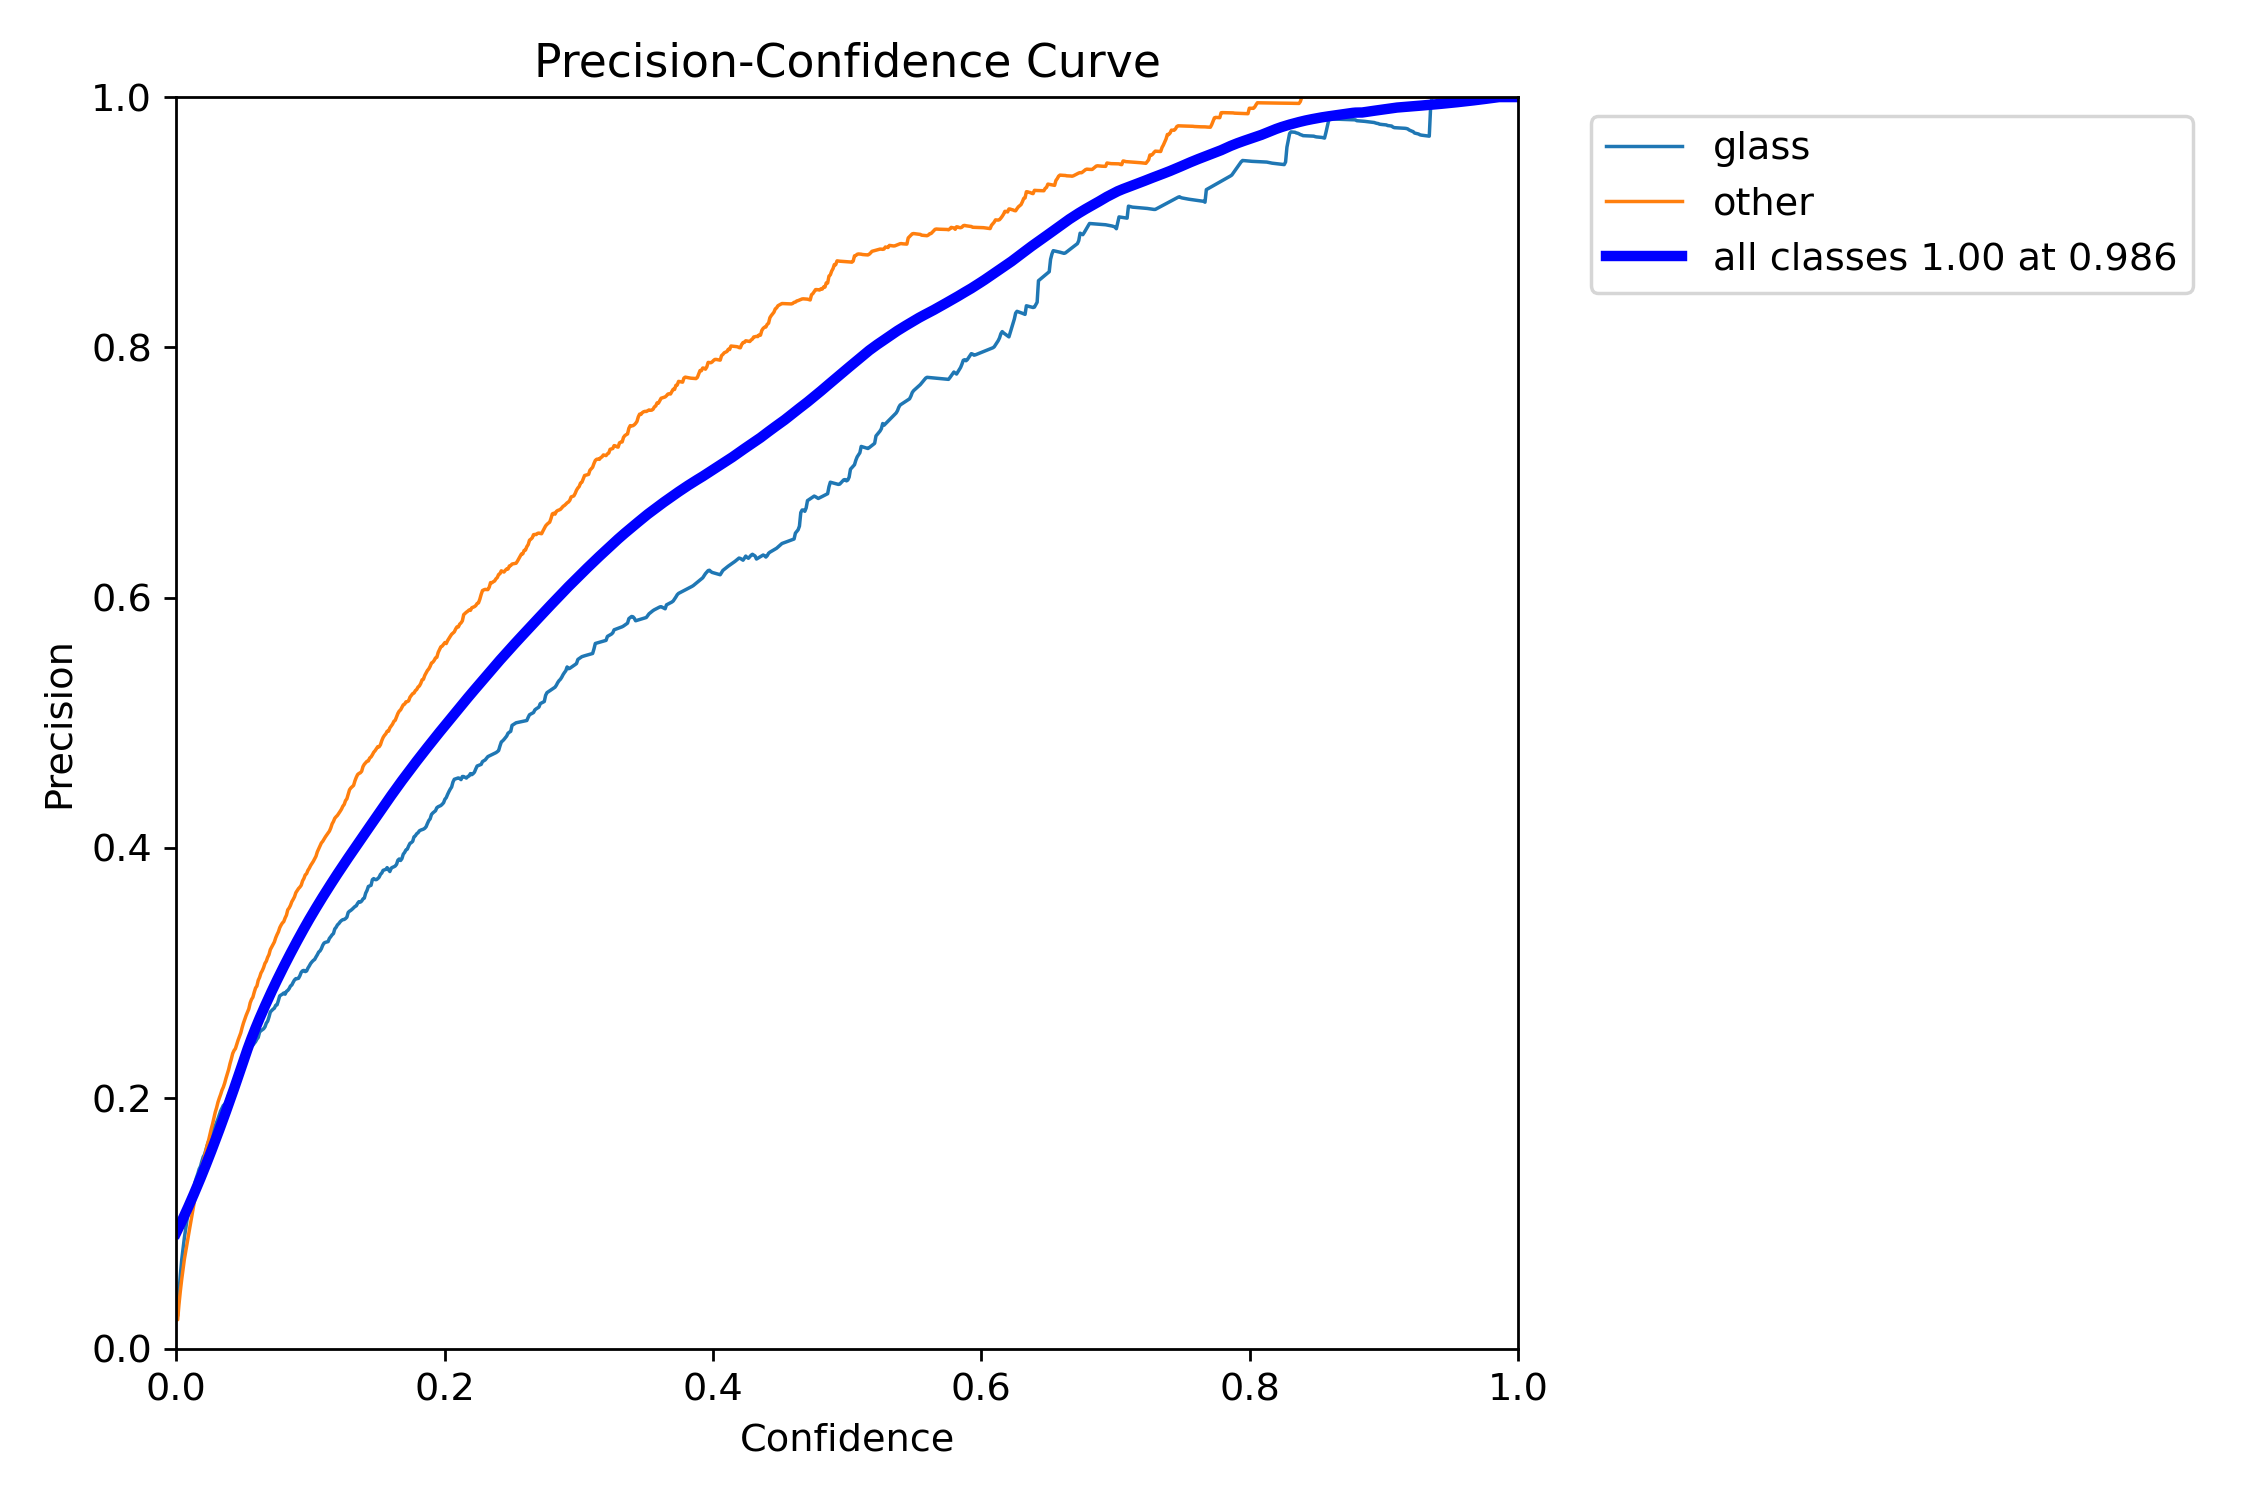 Precision-Confidence Curve
1.0
0.8
0.6
0.4
0.2
0.0
Precision
0.0 0.2 0.4 0.6 0.8 1.0
Confidence
glass
other
all classes 1.00 at 0.986